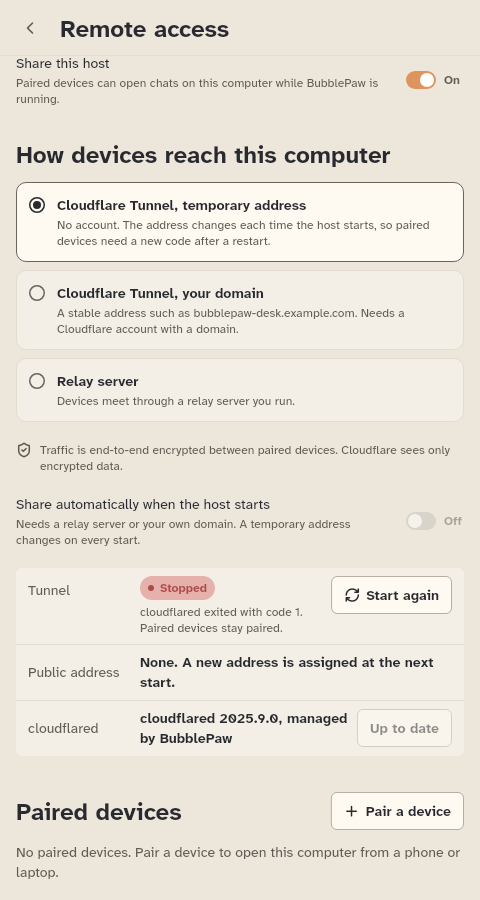 Remote access
Share this host
Paired devices can open chats on this computer while BubblePaw is
running.
On
How devices reach this computer
Cloudflare Tunnel, temporary address
No account. The address changes each time the host starts, so paired
devices need a new code after a restart.
Cloudflare Tunnel, your domain
A stable address such as bubblepaw-desk.example.com. Needs a
Cloudflare account with a domain.
Relay server
Devices meet through a relay server you run.
Traffic is end-to-end encrypted between paired devices. Cloudflare sees only
encrypted data.
Share automatically when the host starts
Needs a relay server or your own domain. A temporary address
changes on every start.
Off
Tunnel
Stopped
cloudflared exited with code 1.
Paired devices stay paired.
Start again
Public address
None. A new address is assigned at the next
start.
cloudflared
cloudflared 2025.9.0, managed
by BubblePaw
Up to date
Paired devices
Pair a device
No paired devices. Pair a device to open this computer from a phone or
laptop.